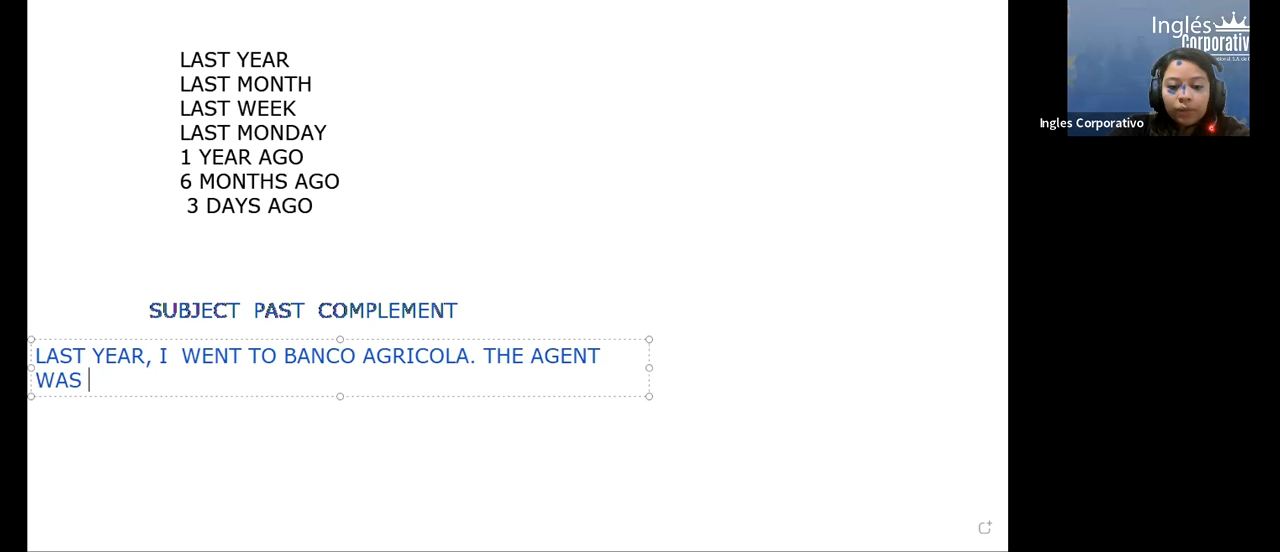 LAST YEAR
LAST MONTH
LAST WEEK
LAST MONDAY
1 YEAR AGO
6 MONTHS AGO
3 DAYS AGO
SUBJECT PAST COMPLEMENT
LAST YEAR, I WENT TO BANCO AGRICOLA. THE AGENT
WAS
Inglés
Corporativ
Ingles Corporativo